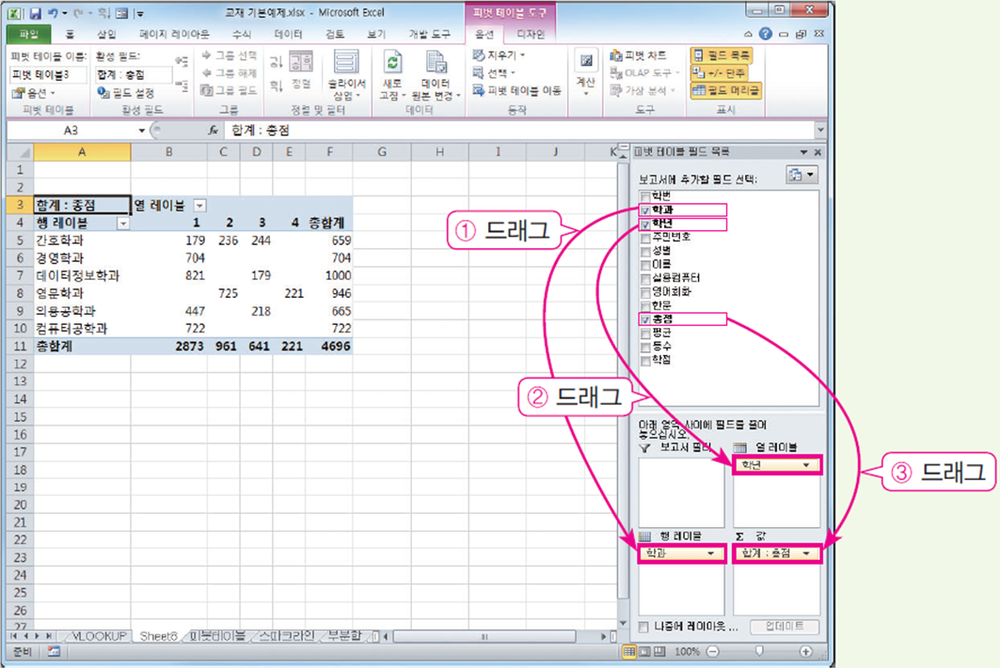 교재 기본예제.xlsx - Microsoft Excel
피벗 테이블 도구
파일 홈 삽입 페이지 레이아웃 수식 데이터 검토 보기 개발 도구 옵션 디자인
피벗 테이블 이름: 활성 필드:
피벗 테이블3 합계 : 총점
옵션 필드 설정
피벗 테이블 활성 필드
그룹 선택
그룹 해제
그룹 필드
그룹
정렬
슬라이서
삽입
정렬 및 필터
새로
고침
데이터
원본 변경
데이터
지우기
선택
피벗 테이블 이동
동작
계산
피벗 차트
OLAP 도구
가상 분석
도구
필드 목록
+/- 단추
필드 머리글
표시
A3 fx 합계 : 총점
A B C D E F G H I J K
1
2
3 합계 : 총점 열 레이블
4 행 레이블 1 2 3 4 총합계
5 간호학과 179 236 244 659
6 경영학과 704 704
7 데이터정보학과 821 179 1000
8 영문학과 725 221 946
9 의용공학과 447 218 665
10 컴퓨터공학과 722 722
11 총합계 2873 961 641 221 4696
12
13
14
15
16
17
18
19
20
21
22
23
24
25
26
27
피벗 테이블 필드 목록
보고서에 추가할 필드 선택:
학번
학과
학년
주민번호
성별
이름
실용컴퓨터
영어회화
한문
총점
평균
등수
학점
① 드래그
② 드래그
③ 드래그
아래 영역 사이에 필드를 끌어
놓으십시오.
보고서 필터 열 레이블
학년
행 레이블 Σ 값
학과 합계 : 총점
나중에 레이아웃 ... 업데이트
VLOOKUP Sheet6 피벗테이블 스파크라인 부분합
준비 100%